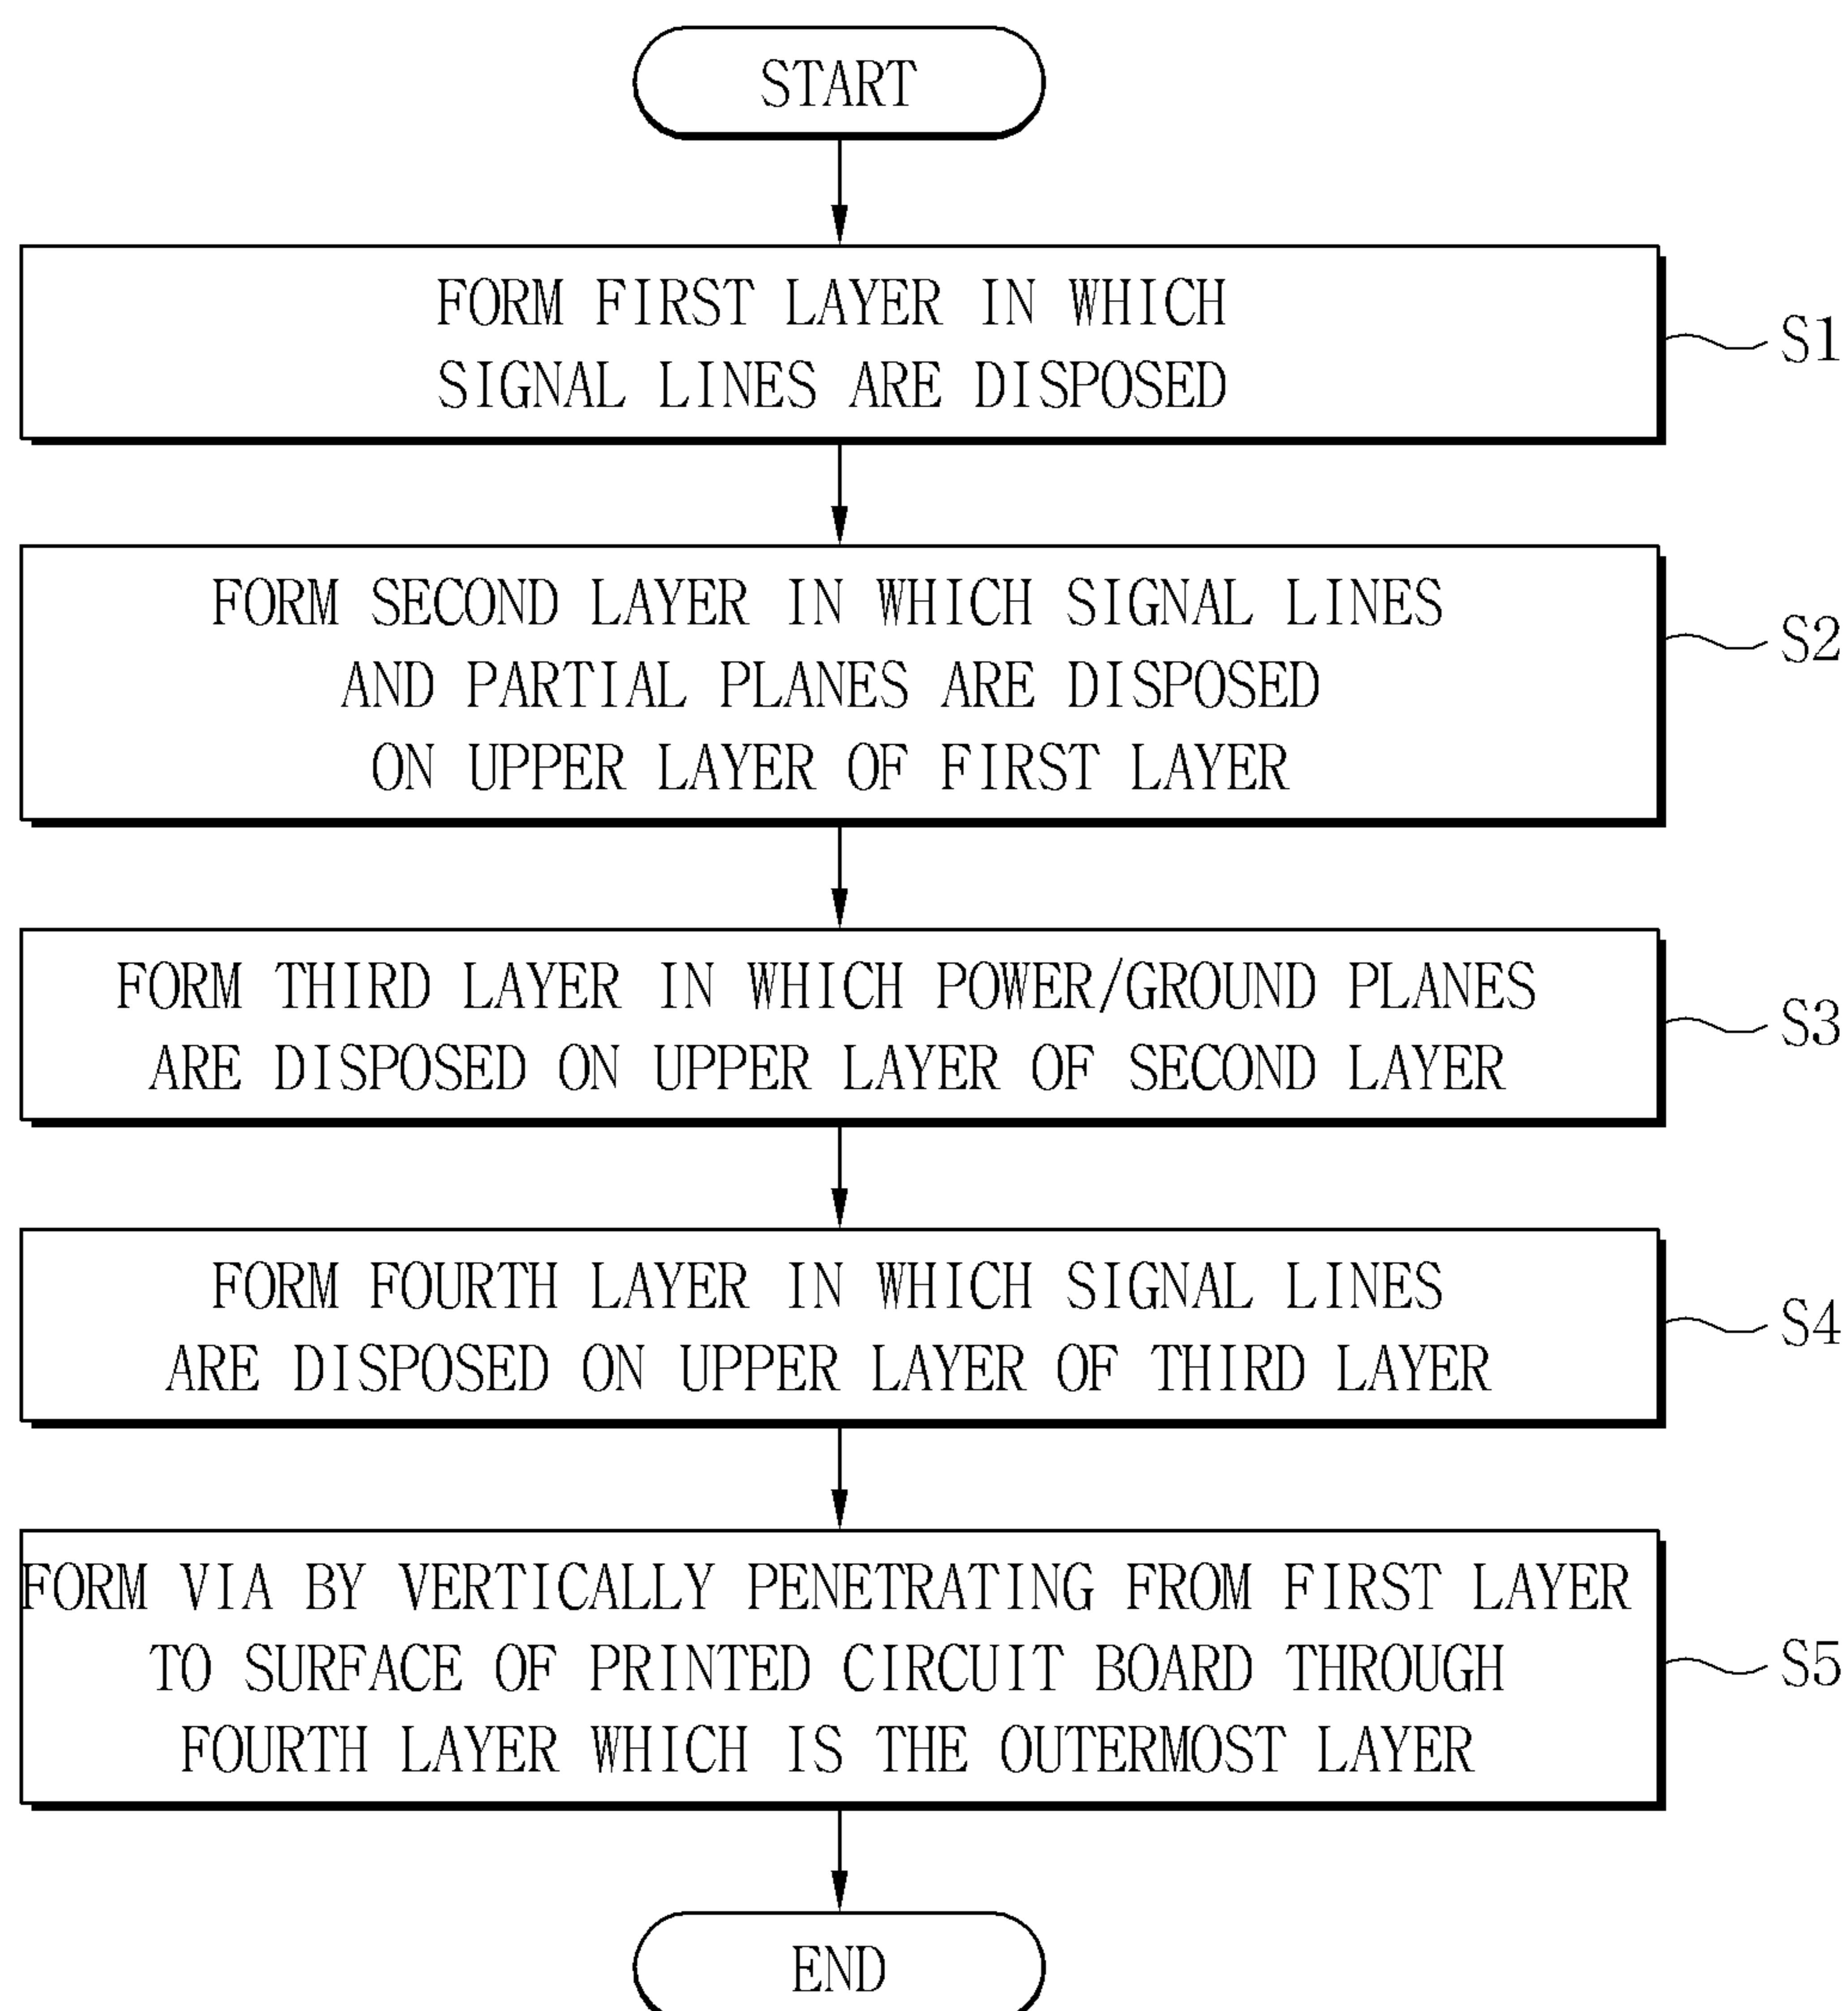 START
FORM FIRST LAYER IN WHICH
SIGNAL LINES ARE DISPOSED
S1
FORM SECOND LAYER IN WHICH SIGNAL LINES
AND PARTIAL PLANES ARE DISPOSED
ON UPPER LAYER OF FIRST LAYER
S2
FORM THIRD LAYER IN WHICH POWER/GROUND PLANES
ARE DISPOSED ON UPPER LAYER OF SECOND LAYER
S3
FORM FOURTH LAYER IN WHICH SIGNAL LINES
ARE DISPOSED ON UPPER LAYER OF THIRD LAYER
S4
FORM VIA BY VERTICALLY PENETRATING FROM FIRST LAYER
TO SURFACE OF PRINTED CIRCUIT BOARD THROUGH
FOURTH LAYER WHICH IS THE OUTERMOST LAYER
S5
END